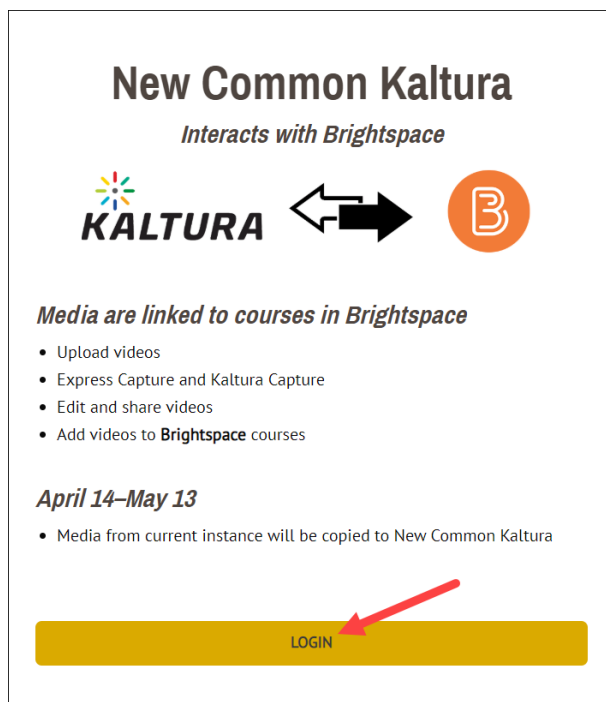 New Common Kaltura
Interacts with Brightspace
KALTURA
B
Media are linked to courses in Brightspace
Upload videos
Express Capture and Kaltura Capture
Edit and share videos
Add videos to Brightspace courses
April 14–May 13
Media from current instance will be copied to New Common Kaltura
LOGIN